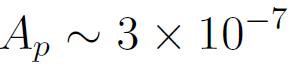 A_p ∼ 3 × 10^{−7}